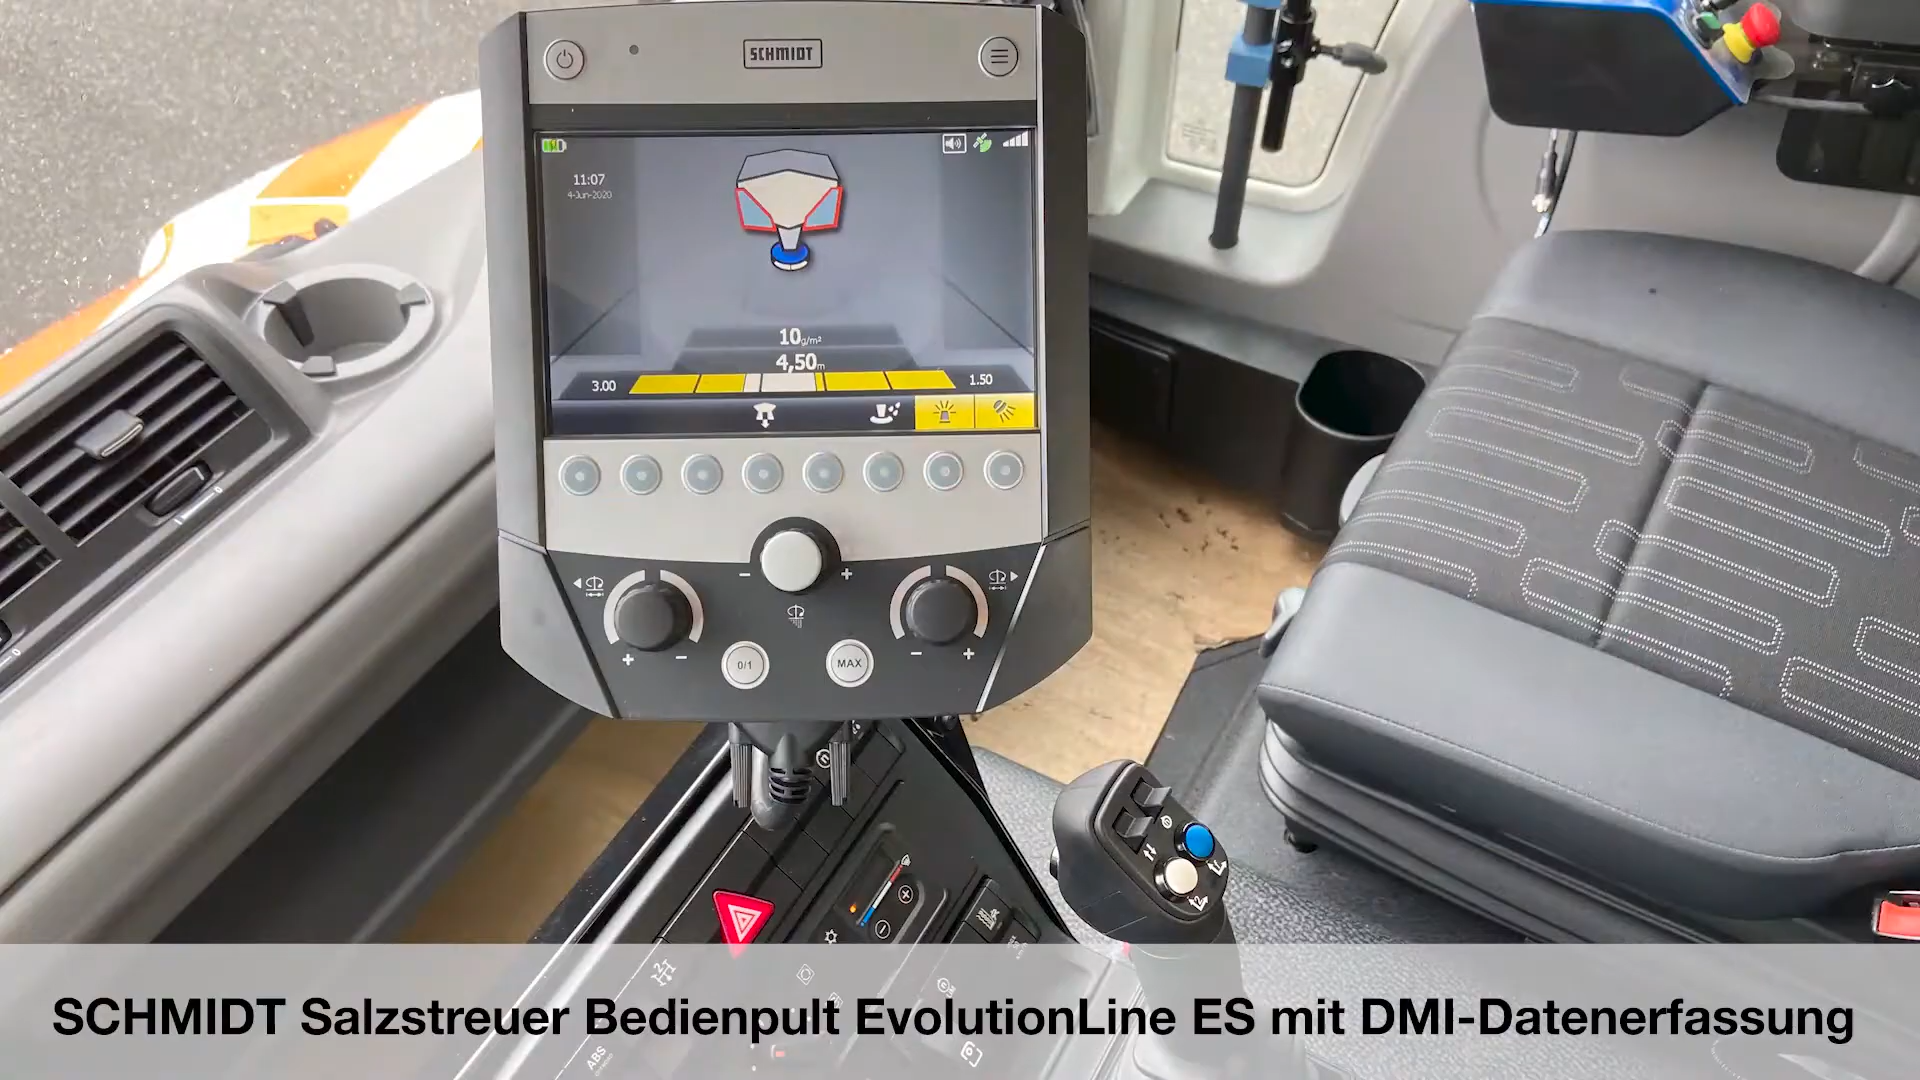 SCHMIDT
11:07
4-Jun-2020
10g/m²
4,50m
3.00
1.50
- +
+ -
- +
0/1
MAX
ABS
SCHMIDT Salzstreuer Bedienpult EvolutionLine ES mit DMI-Datenerfassung